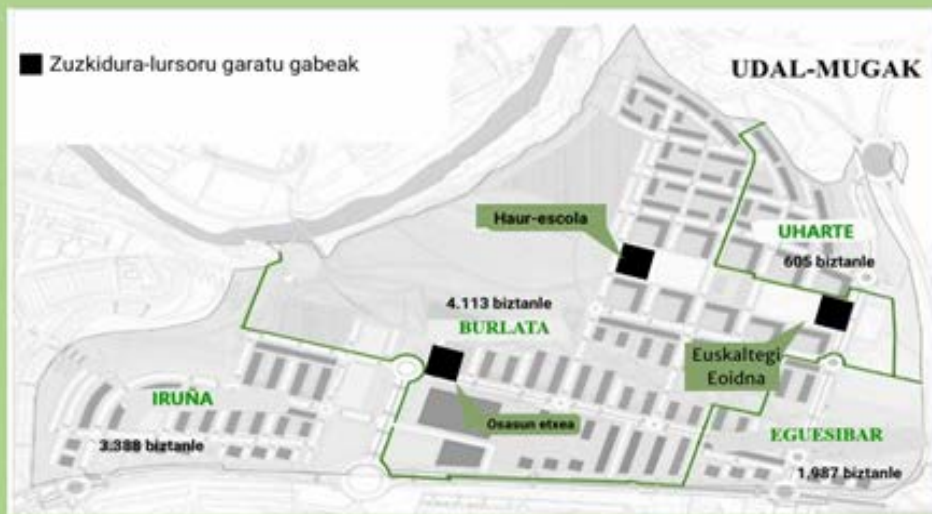 Zuzkidura-lursoru garatu gabeak
UDAL-MUGAK
Haur-escola
UHARTE
605 biztanle
4.113 biztanle
BURLATA
Euskaltegi
Eoidna
IRUÑA
Osasun etxea
3.388 biztanle
EGUESIBAR
1.987 biztanle